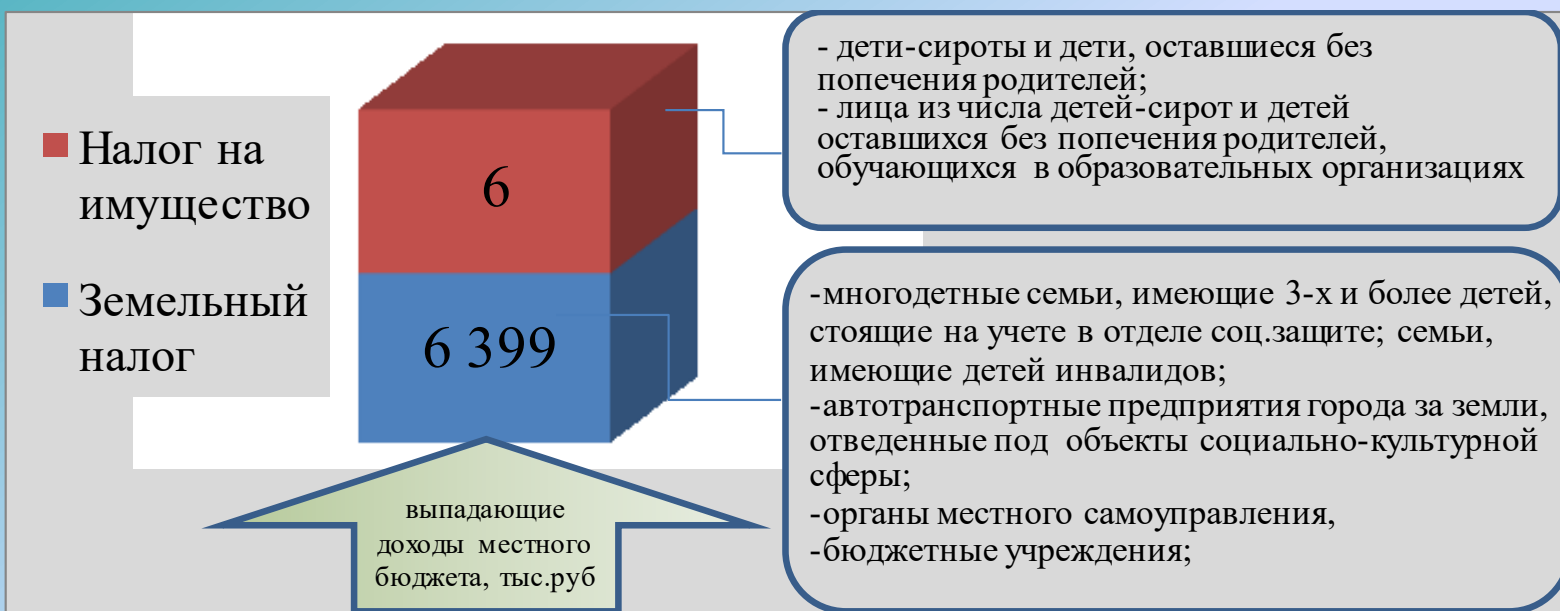 Налог на
имущество
Земельный
налог
6
6 399
выпадающие
доходы местного
бюджета, тыс.руб
- дети-сироты и дети, оставшиеся без
попечения родителей;
- лица из числа детей-сирот и детей
оставшихся без попечения родителей,
обучающихся в образовательных организациях
-многодетные семьи, имеющие 3-х и более детей,
стоящие на учете в отделе соц.защите; семьи,
имеющие детей инвалидов;
-автотранспортные предприятия города за земли,
отведенные под объекты социально-культурной
сферы;
-органы местного самоуправления,
-бюджетные учреждения;